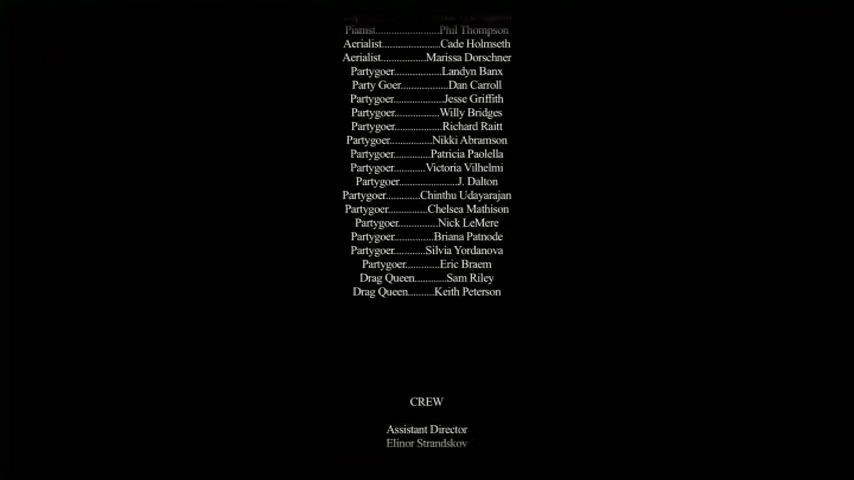 Pianist........................Phil Thompson
Aerialist......................Cade Holmseth
Aerialist.................Marissa Dorschner
Partygoer..................Landyn Banx
Party Goer..................Dan Carroll
Partygoer...................Jesse Griffith
Partygoer.................Willy Bridges
Partygoer..................Richard Raitt
Partygoer................Nikki Abramson
Partygoer..............Patricia Paolella
Partygoer............Victoria Vilhelmi
Partygoer.......................J. Dalton
Partygoer.............Chinthu Udayarajan
Partygoer...............Chelsea Mathison
Partygoer................Nick LeMere
Partygoer...............Briana Patnode
Partygoer............Silvia Yordanova
Partygoer.............Eric Braem
Drag Queen............Sam Riley
Drag Queen..........Keith Peterson
CREW
Assistant Director
Elinor Strandskov